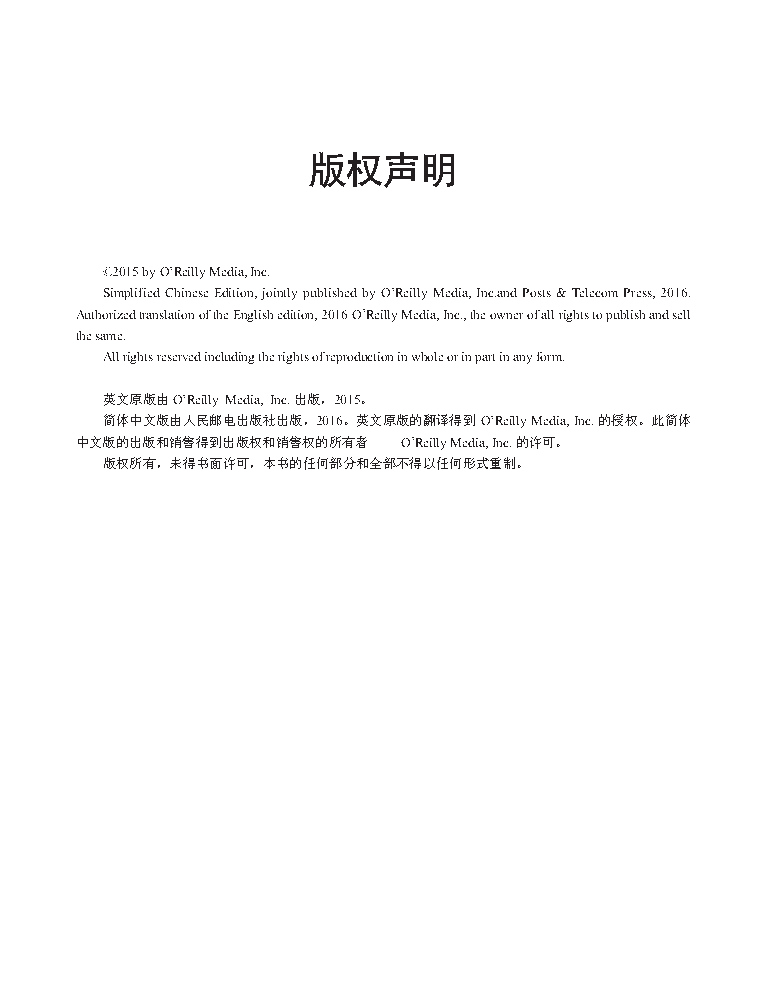 版权声明
©2015 by O’Reilly Media, Inc.
Simplified Chinese Edition, jointly published by O’Reilly Media, Inc.and Posts & Telecom Press, 2016.
Authorized translation of the English edition, 2016 O’Reilly Media, Inc., the owner of all rights to publish and sell
the same.
All rights reserved including the rights of reproduction in whole or in part in any form.
英文原版由 O’Reilly Media, Inc. 出版，2015。
简体中文版由人民邮电出版社出版，2016。英文原版的翻译得到 O’Reilly Media, Inc. 的授权。此简体
中文版的出版和销售得到出版权和销售权的所有者 O’Reilly Media, Inc. 的许可。
版权所有，未得书面许可，本书的任何部分和全部不得以任何形式重制。